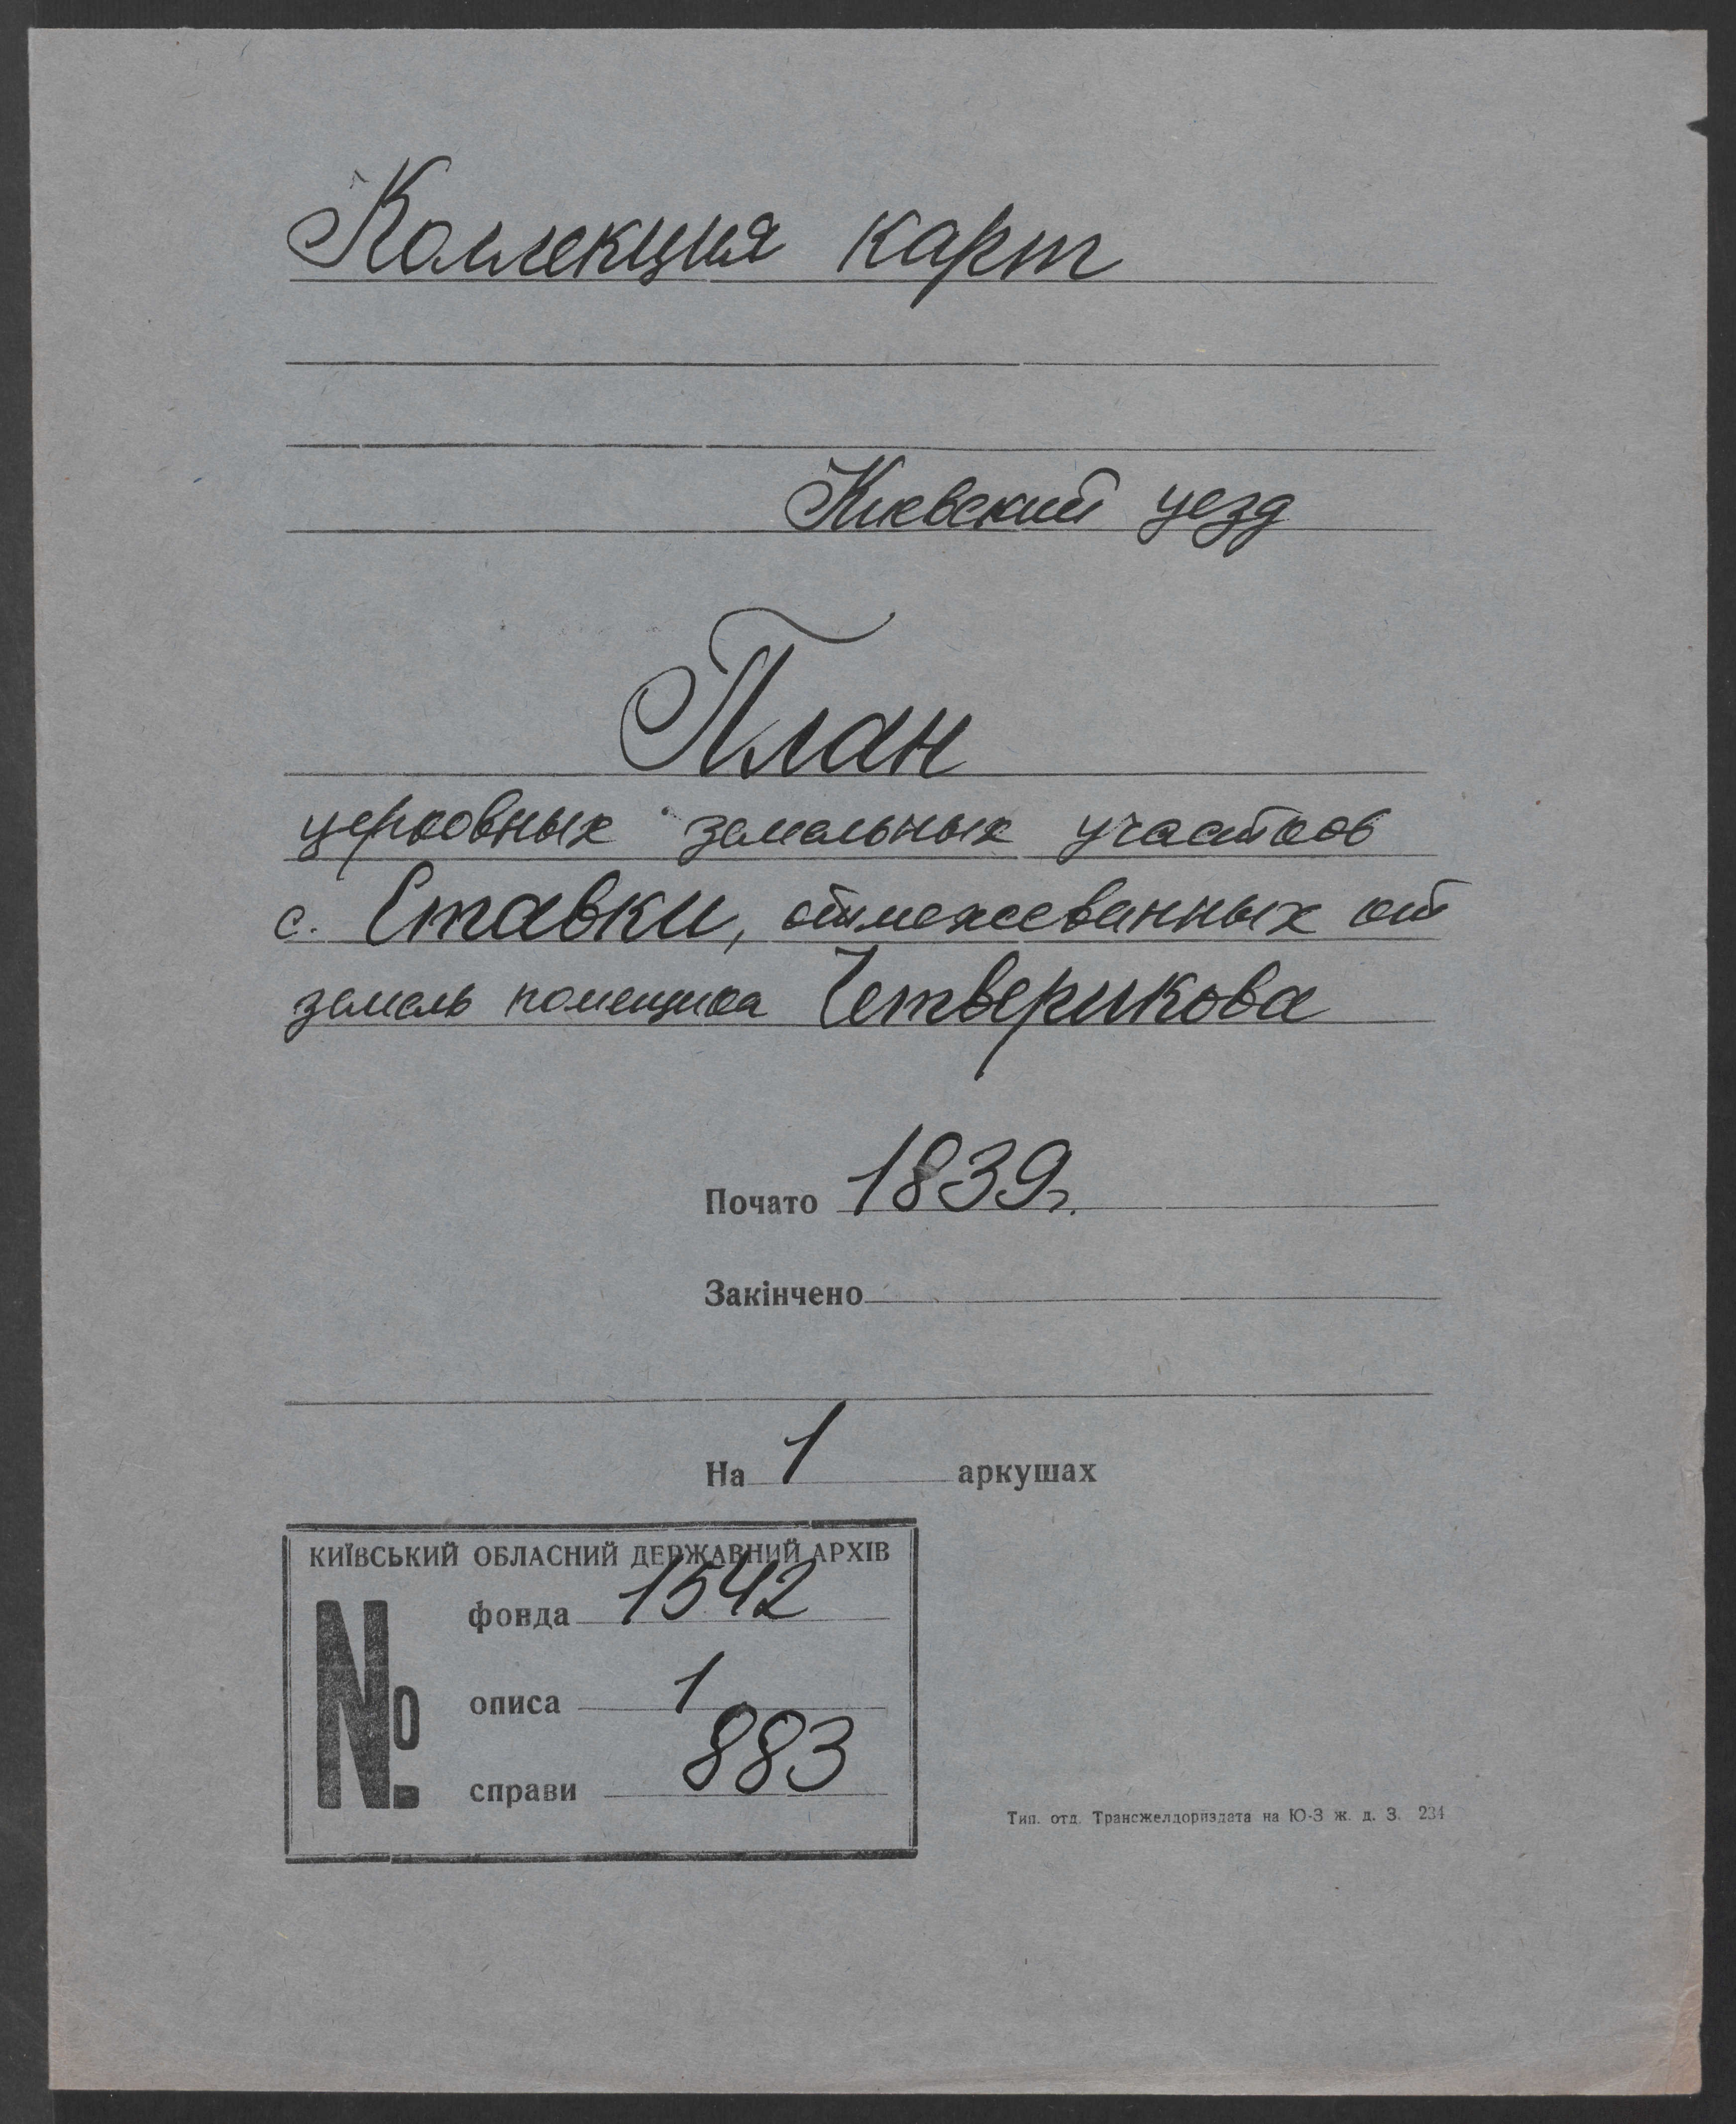 Коллекция карт
Киевский уезд
План
церковных земельных участков
с. Ставки, отмежеванных от
земель помещика Четверикова
Почато 1839г.
Закінчено
На 1 аркушах
КИЇВСЬКИЙ ОБЛАСНИЙ ДЕРЖАВНИЙ АРХІВ
№
фонда 1542
описа 1
справи 883
Тип. отд. Трансжелдориздата на Ю-З ж. д. З. 234